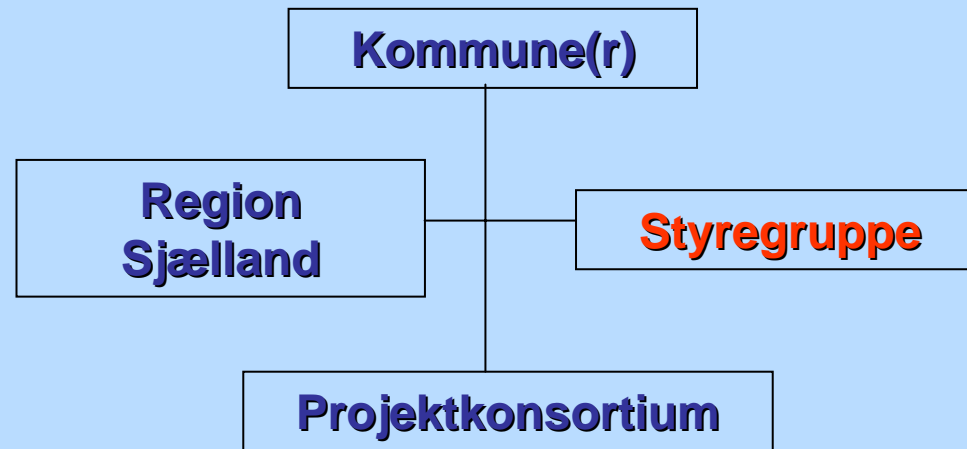 Kommune(r)
Region
Sjælland
Styregruppe
Projektkonsortium